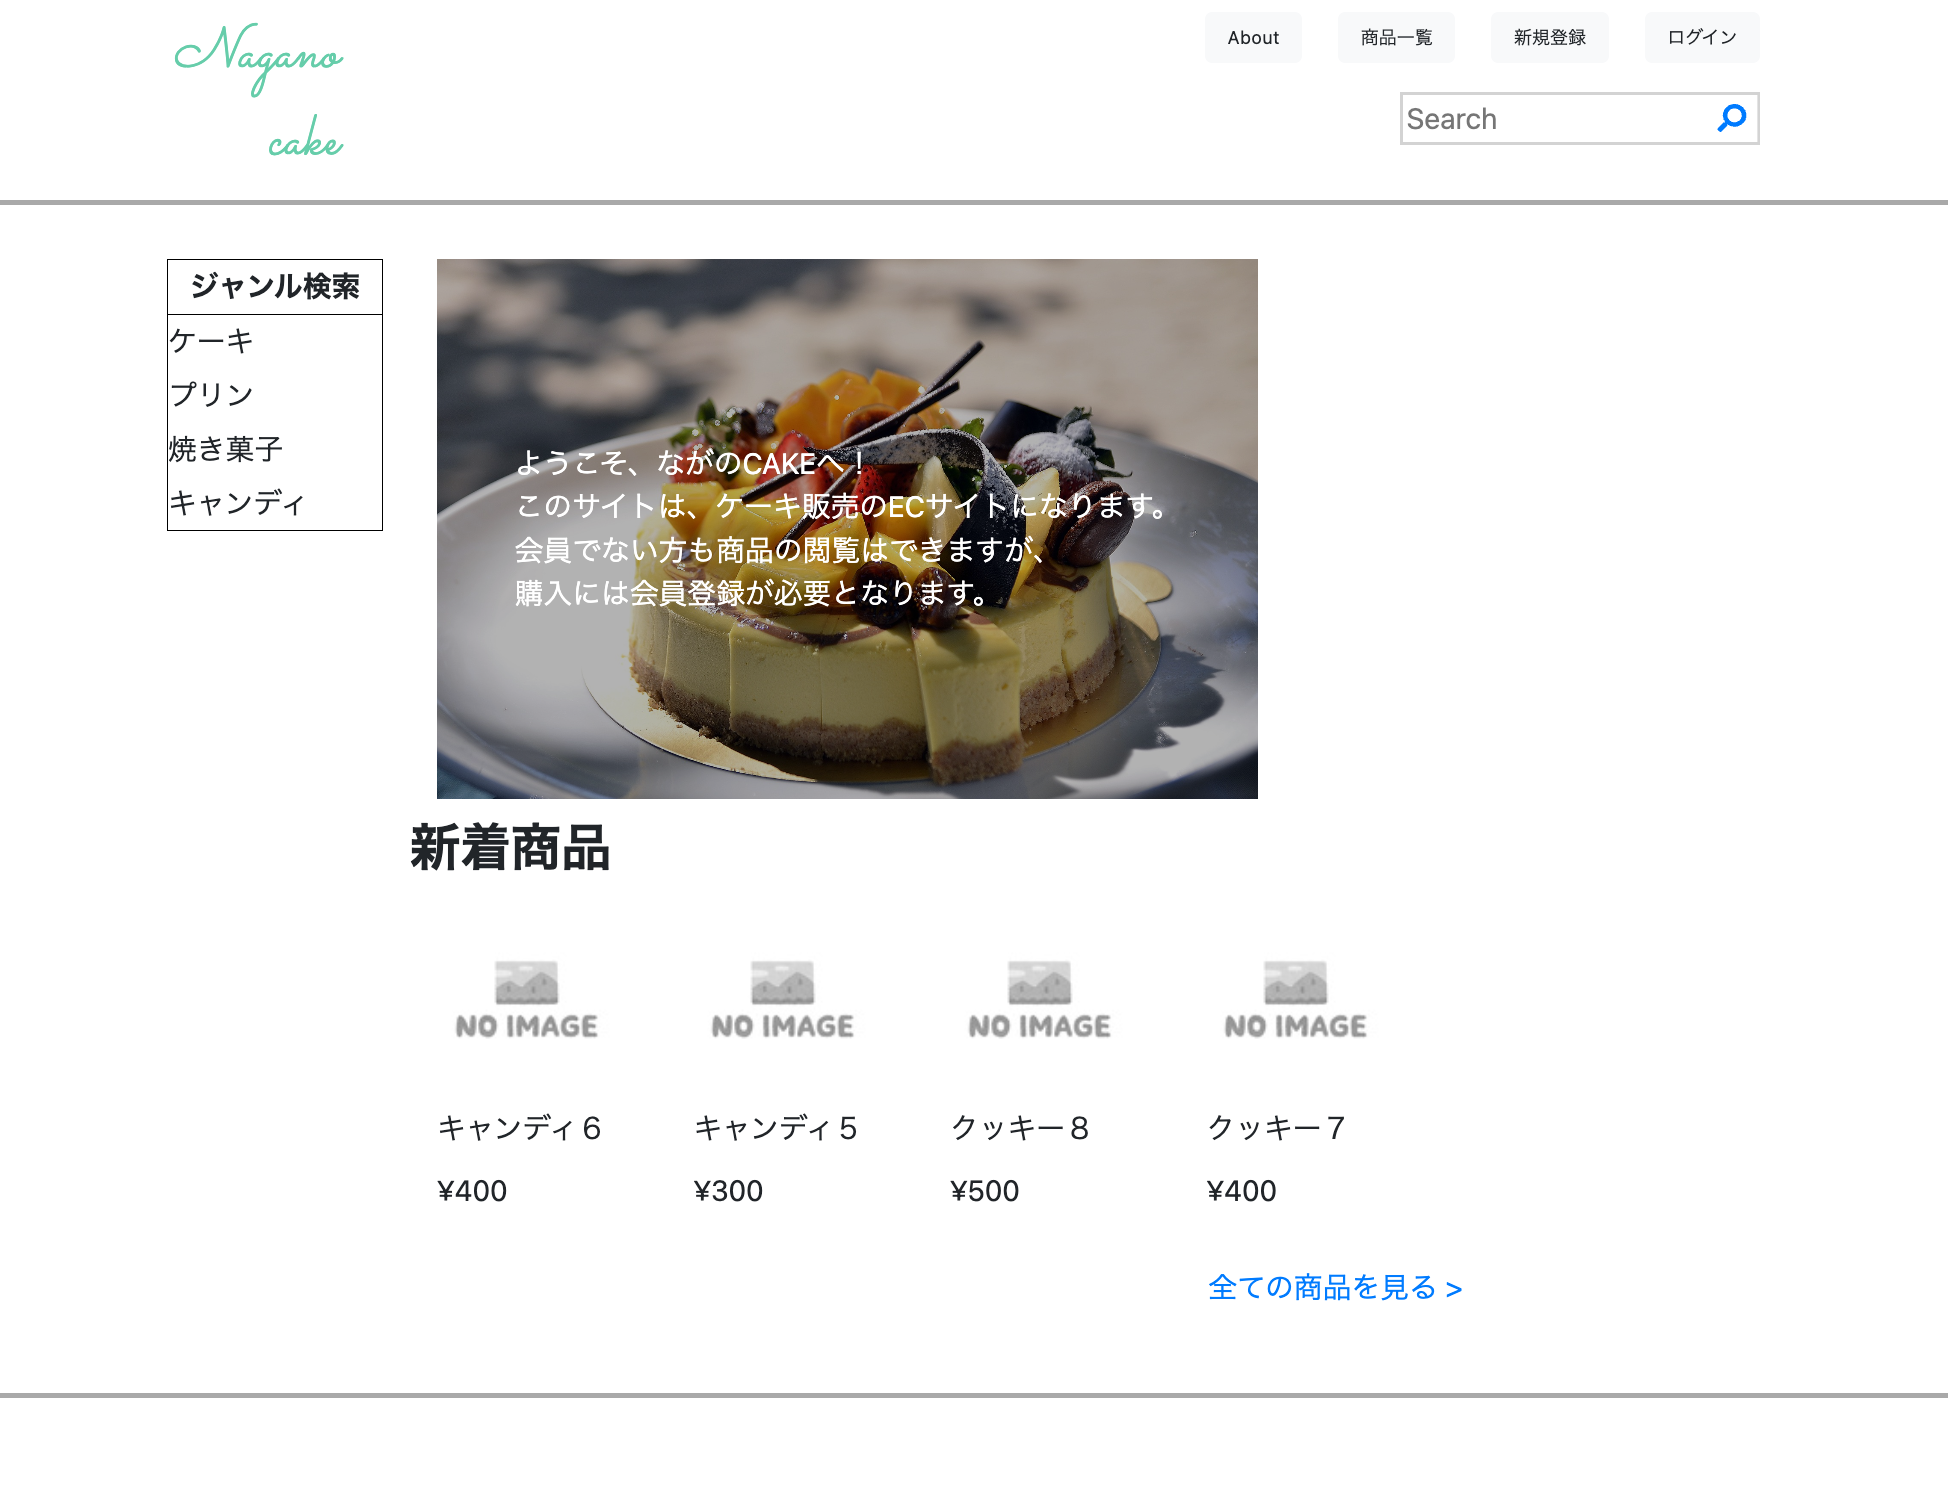 Nagano
cake
About
商品一覧
新規登録
ログイン
Search
ジャンル検索
ケーキ
プリン
焼き菓子
キャンディ
ようこそ、ながのCAKEへ！
このサイトは、ケーキ販売のECサイトになります。
会員でない方も商品の閲覧はできますが、
購入には会員登録が必要となります。
新着商品
NO IMAGE
NO IMAGE
NO IMAGE
NO IMAGE
キャンディ６
キャンディ５
クッキー８
クッキー７
¥400
¥300
¥500
¥400
全ての商品を見る >